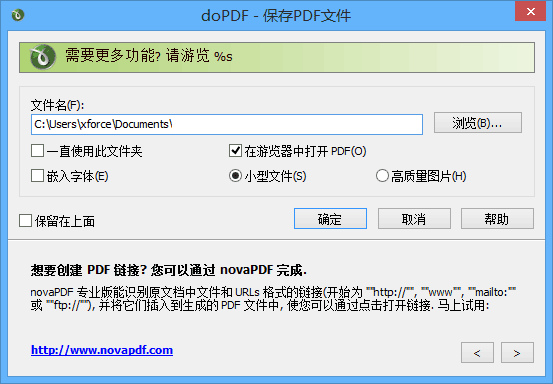 doPDF - 保存PDF文件
需要更多功能? 请游览 %s
文件名(F):
C:\Users\xforce\Documents\
浏览(B)...
一直使用此文件夹
在游览器中打开 PDF(O)
嵌入字体(E)
小型文件(S)
高质量图片(H)
保留在上面
确定
取消
帮助
想要创建 PDF 链接? 您可以通过 novaPDF 完成.
novaPDF 专业版能识别原文档中文件和 URLs 格式的链接(开始为 ""http://"", ""www"", ""mailto:""
或 ""ftp://""), 并将它们插入到生成的 PDF 文件中, 使您可以通过点击打开链接. 马上试用:
http://www.novapdf.com
<
>